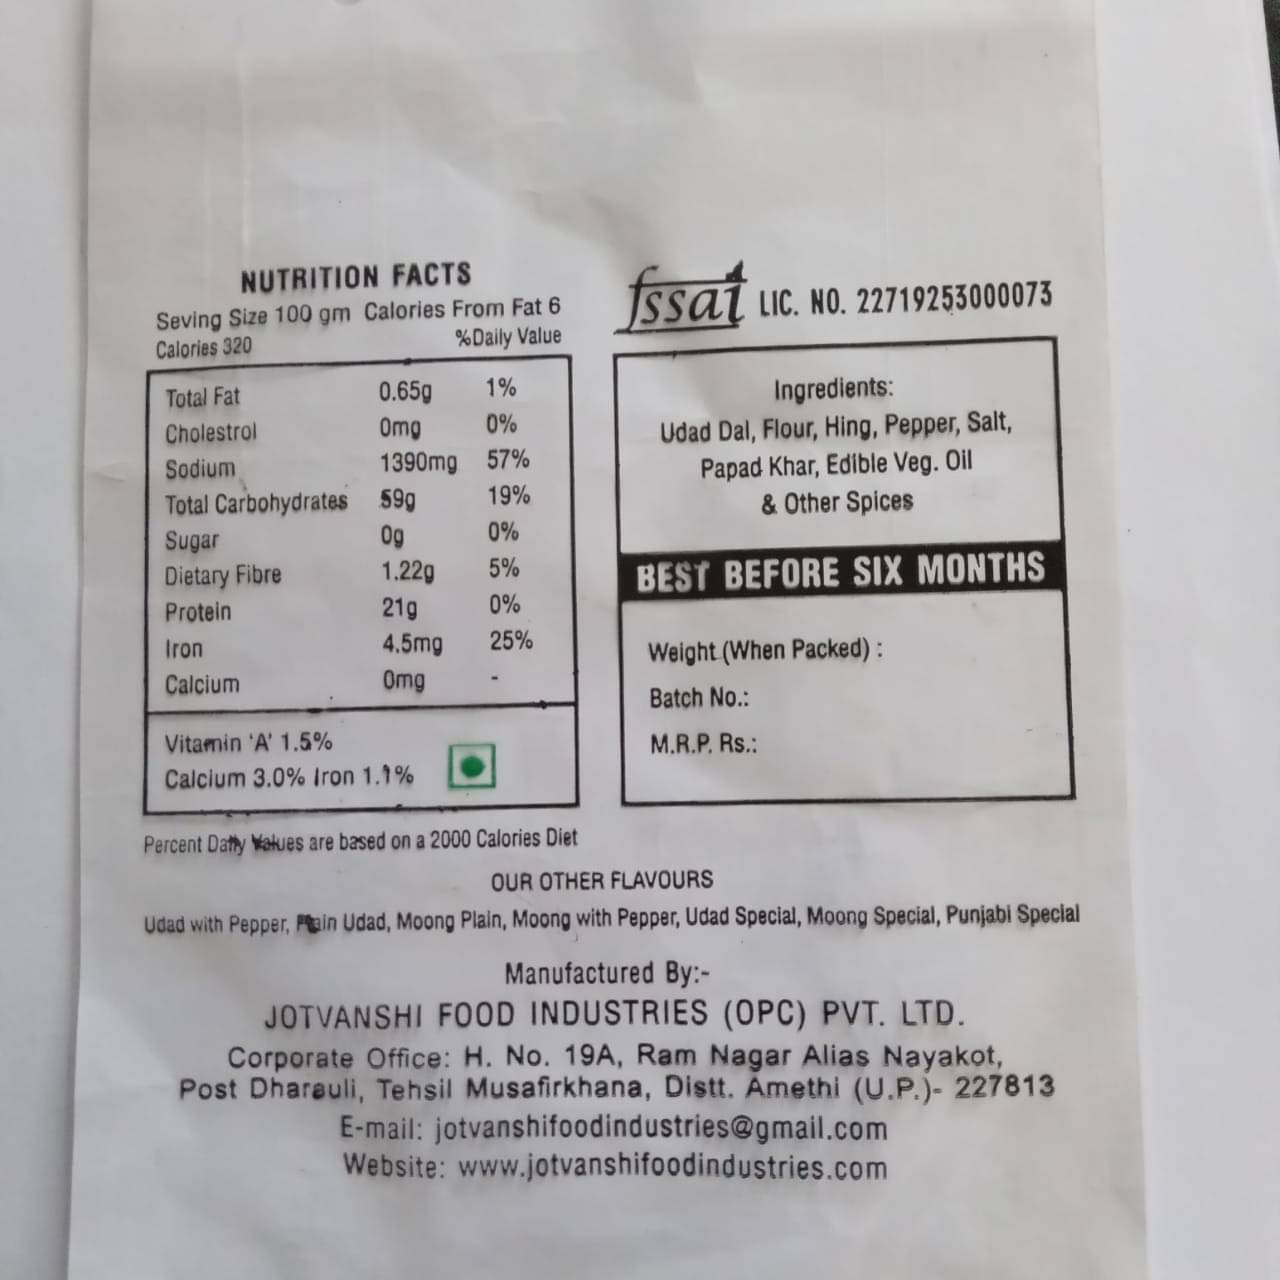 NUTRITION FACTS
Seving Size 100 gm Calories From Fat 6
Calories 320 %Daily Value
Total Fat 0.65g 1%
Cholestrol 0mg 0%
Sodium 1390mg 57%
Total Carbohydrates 59g 19%
Sugar 0g 0%
Dietary Fibre 1.22g 5%
Protein 21g 0%
Iron 4.5mg 25%
Calcium 0mg -
Vitamin 'A' 1.5%
Calcium 3.0% Iron 1.1%
Percent Daily Values are based on a 2000 Calories Diet
fssai LIC. NO. 22719253000073
Ingredients:
Udad Dal, Flour, Hing, Pepper, Salt,
Papad Khar, Edible Veg. Oil
& Other Spices
BEST BEFORE SIX MONTHS
Weight (When Packed) :
Batch No.:
M.R.P. Rs.:
OUR OTHER FLAVOURS
Udad with Pepper, Plain Udad, Moong Plain, Moong with Pepper, Udad Special, Moong Special, Punjabi Special
Manufactured By:-
JOTVANSHI FOOD INDUSTRIES (OPC) PVT. LTD.
Corporate Office: H. No. 19A, Ram Nagar Alias Nayakot,
Post Dharauli, Tehsil Musafirkhana, Distt. Amethi (U.P.)- 227813
E-mail: jotvanshifoodindustries@gmail.com
Website: www.jotvanshifoodindustries.com